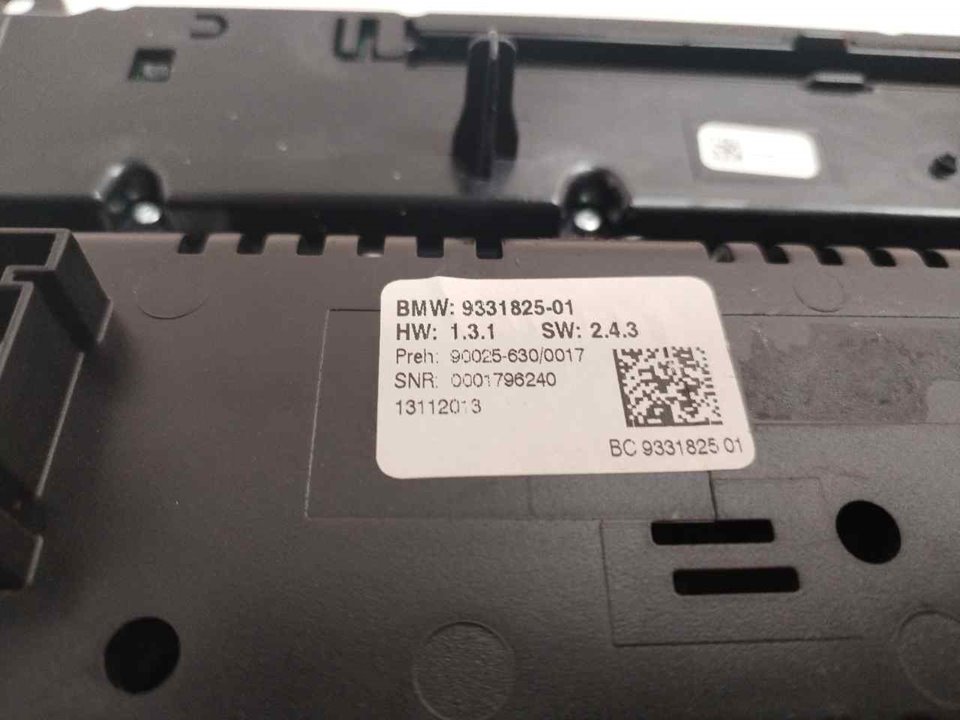 BMW: 9331825-01
HW: 1.3.1 SW: 2.4.3
Preh: 90025-630/0017
SNR: 0001796240
13112013
BC 9331825 01